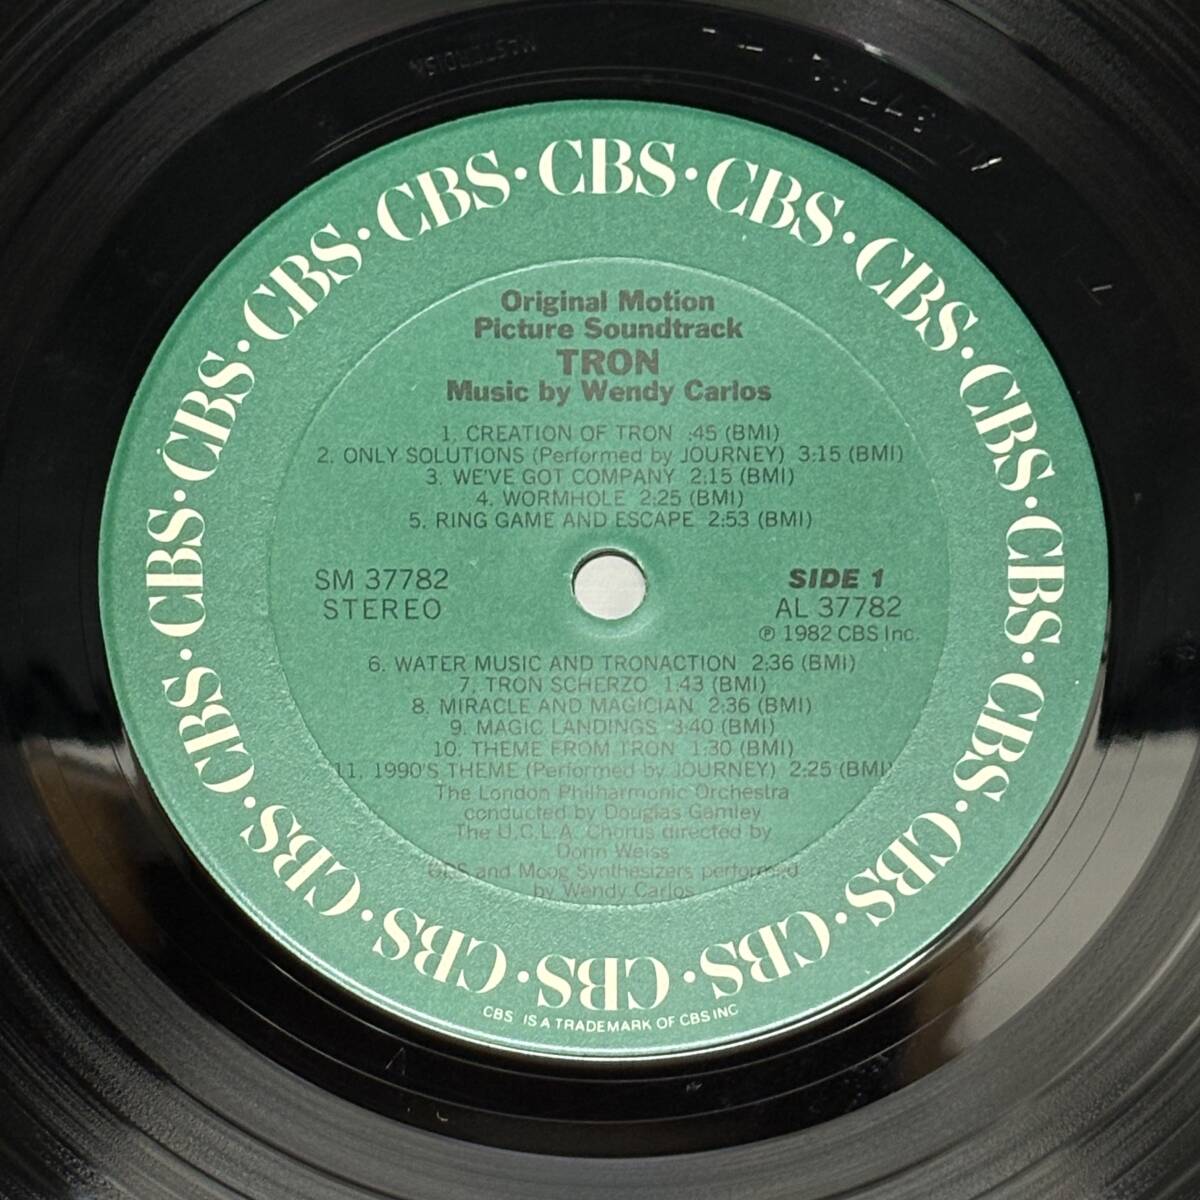 CBS·CBS·CBS·CBS·CBS·CBS·CBS·CBS·CBS·CBS·CBS·CBS·CBS·CBS·CBS·CBS·CBS·
Original Motion
Picture Soundtrack
TRON
Music by Wendy Carlos
1. CREATION OF TRON :45 (BMI)
2. ONLY SOLUTIONS (Performed by JOURNEY) 3:15 (BMI)
3. WE'VE GOT COMPANY 2:15 (BMI)
4. WORMHOLE 2:25 (BMI)
5. RING GAME AND ESCAPE 2:53 (BMI)
SM 37782
STEREO
SIDE 1
AL 37782
℗ 1982 CBS Inc.
6. WATER MUSIC AND TRONACTION 2:36 (BMI)
7. TRON SCHERZO 1:43 (BMI)
8. MIRACLE AND MAGICIAN 2:36 (BMI)
9. MAGIC LANDINGS 3:40 (BMI)
10. THEME FROM TRON 1:30 (BMI)
11. 1990'S THEME (Performed by JOURNEY) 2:25 (BMI)
The London Philharmonic Orchestra
conducted by Douglas Gamley
The U.C.L.A. Chorus directed by
Donn Weiss
and Moog Synthesizers performed
by Wendy Carlos
CBS IS A TRADEMARK OF CBS INC